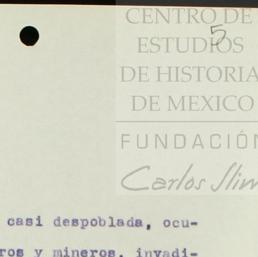 CENTRO DE
5
ESTUDIOS
DE HISTORIA
DE MEXICO
FUNDACIÓN
Carlos Slim
casi despoblada, ocu-
ros y mineros, invadi-